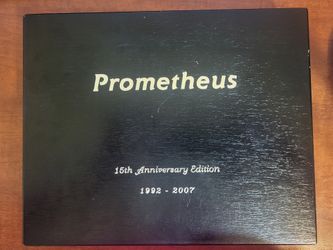 Prometheus
15th Anniversary Edition
1992 - 2007